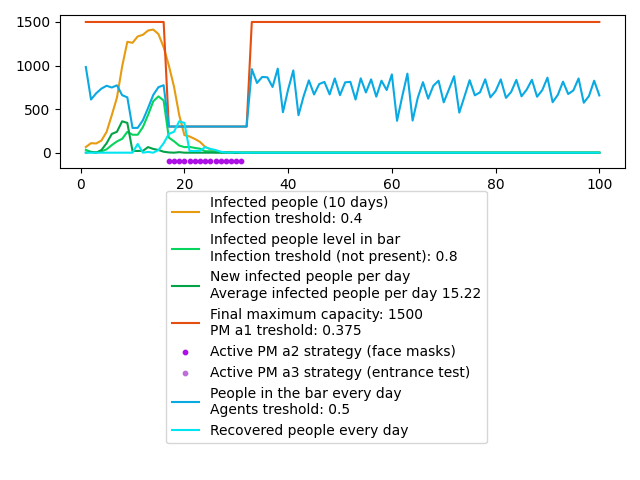 1500
1000
500
0
0
20
40
60
80
100
Infected people (10 days)
Infection treshold: 0.4
Infected people level in bar
Infection treshold (not present): 0.8
New infected people per day
Average infected people per day 15.22
Final maximum capacity: 1500
PM a1 treshold: 0.375
Active PM a2 strategy (face masks)
Active PM a3 strategy (entrance test)
People in the bar every day
Agents treshold: 0.5
Recovered people every day